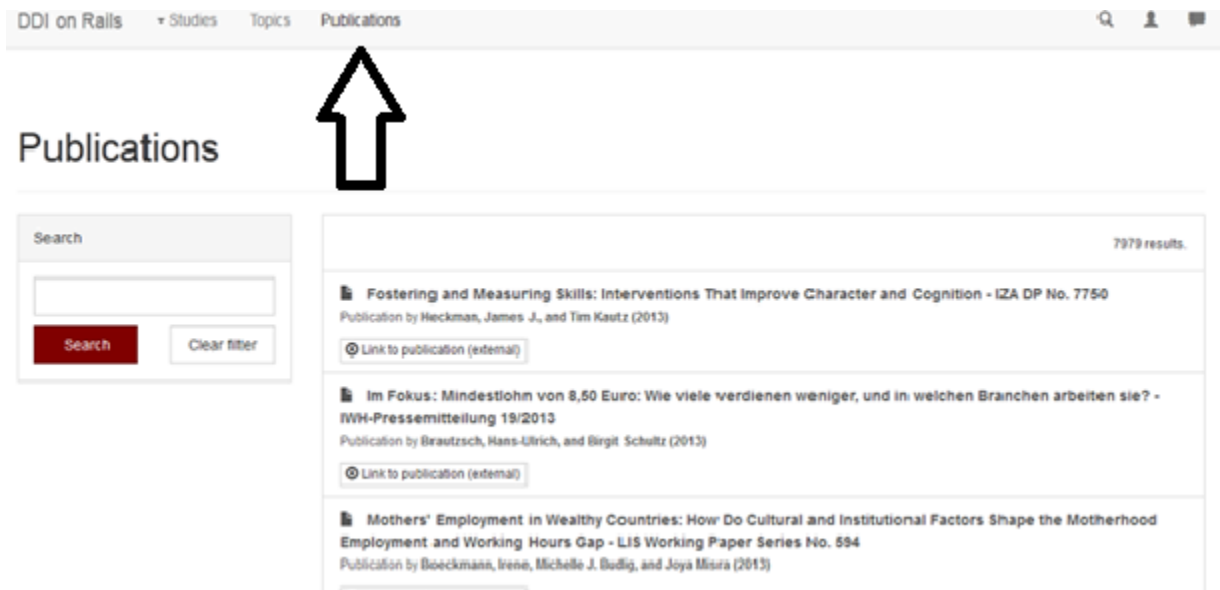 DDI on Rails ▾ Studies Topics Publications
Publications
Search
Search Clear filter
7979 results.
Fostering and Measuring Skills: Interventions That Improve Character and Cognition - IZA DP No. 7750
Publication by Heckman, James J., and Tim Kautz (2013)
Link to publication (external)
Im Fokus: Mindestlohn von 8,50 Euro: Wie viele verdienen weniger, und in welchen Branchen arbeiten sie? -
IWH-Pressemitteilung 19/2013
Publication by Brautzsch, Hans-Ulrich, and Birgit Schultz (2013)
Link to publication (external)
Mothers' Employment in Wealthy Countries: How Do Cultural and Institutional Factors Shape the Motherhood
Employment and Working Hours Gap - LIS Working Paper Series No. 594
Publication by Boeckmann, Irene, Michelle J. Budig, and Joya Misra (2013)